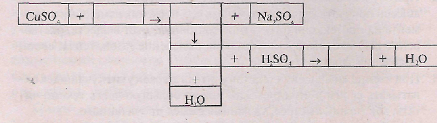 CuSO₄ + → + Na₂SO₄
↓
+ H₂SO₄ → + H₂O
+
H₂O